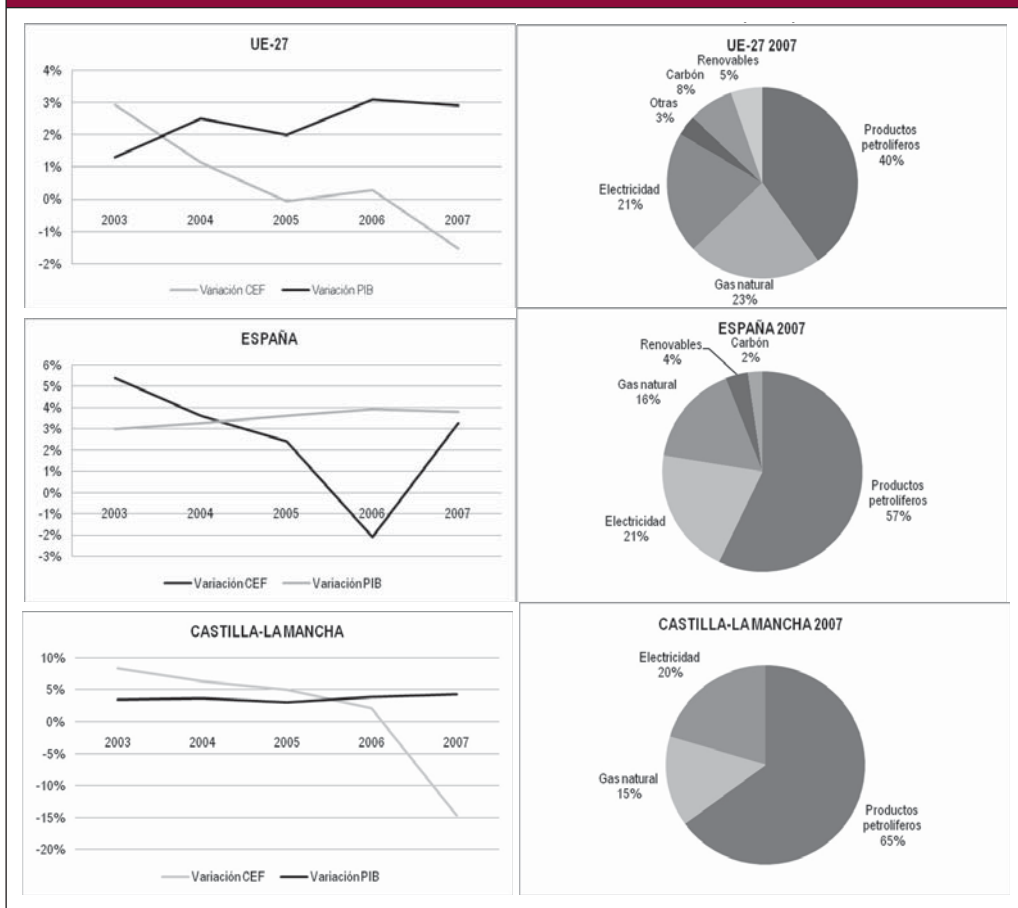 UE-27
4%
3%
2%
1%
0%
-1%
-2%
2003 2004 2005 2006 2007
Variación CEF Variación PIB
UE-27 2007
Renovables
5%
Carbón
8%
Otras
3%
Productos
petrolíferos
40%
Electricidad
21%
Gas natural
23%
ESPAÑA
6%
5%
4%
3%
2%
1%
0%
-1%
-2%
-3%
2003 2004 2005 2006 2007
Variación CEF Variación PIB
ESPAÑA 2007
Renovables
4%
Carbón
2%
Gas natural
16%
Productos
petrolíferos
57%
Electricidad
21%
CASTILLA-LA MANCHA
10%
5%
0%
-5%
-10%
-15%
-20%
2003 2004 2005 2006 2007
Variación CEF Variación PIB
CASTILLA-LA MANCHA 2007
Electricidad
20%
Gas natural
15%
Productos
petrolíferos
65%